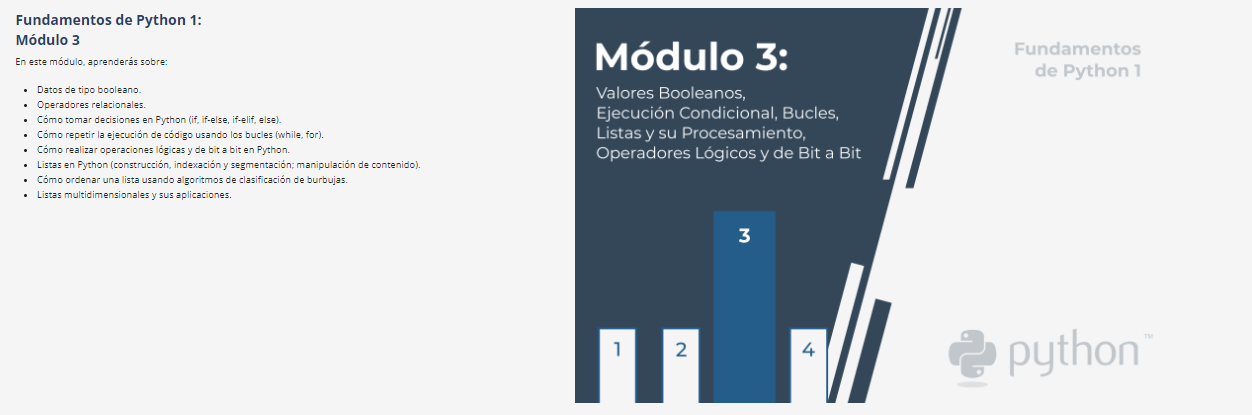 Fundamentos de Python 1:
Módulo 3
En este módulo, aprenderás sobre:
• Datos de tipo booleano.
• Operadores relacionales.
• Cómo tomar decisiones en Python (if, if-else, if-elif, else).
• Cómo repetir la ejecución de código usando los bucles (while, for).
• Cómo realizar operaciones lógicas y de bit a bit en Python.
• Listas en Python (construcción, indexación y segmentación; manipulación de contenido).
• Cómo ordenar una lista usando algoritmos de clasificación de burbujas.
• Listas multidimensionales y sus aplicaciones.
Módulo 3:
Valores Booleanos,
Ejecución Condicional, Bucles,
Listas y su Procesamiento,
Operadores Lógicos y de Bit a Bit
Fundamentos
de Python 1
3
1
2
4
python™